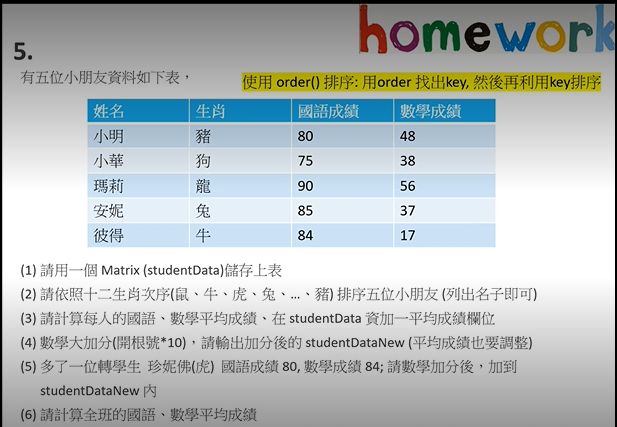 homework
5.
有五位小朋友資料如下表，
使用 order() 排序: 用order 找出key, 然後再利用key排序
姓名 生肖 國語成績 數學成績
小明 豬 80 48
小華 狗 75 38
瑪莉 龍 90 56
安妮 兔 85 37
彼得 牛 84 17
(1) 請用一個 Matrix (studentData)儲存上表
(2) 請依照十二生肖次序(鼠、牛、虎、兔、…、豬) 排序五位小朋友 (列出名子即可)
(3) 請計算每人的國語、數學平均成績、在 studentData 資加一平均成績欄位
(4) 數學大加分(開根號*10)，請輸出加分後的 studentDataNew (平均成績也要調整)
(5) 多了一位轉學生 珍妮佛(虎) 國語成績 80, 數學成績 84; 請數學加分後，加到
studentDataNew 內
(6) 請計算全班的國語、數學平均成績